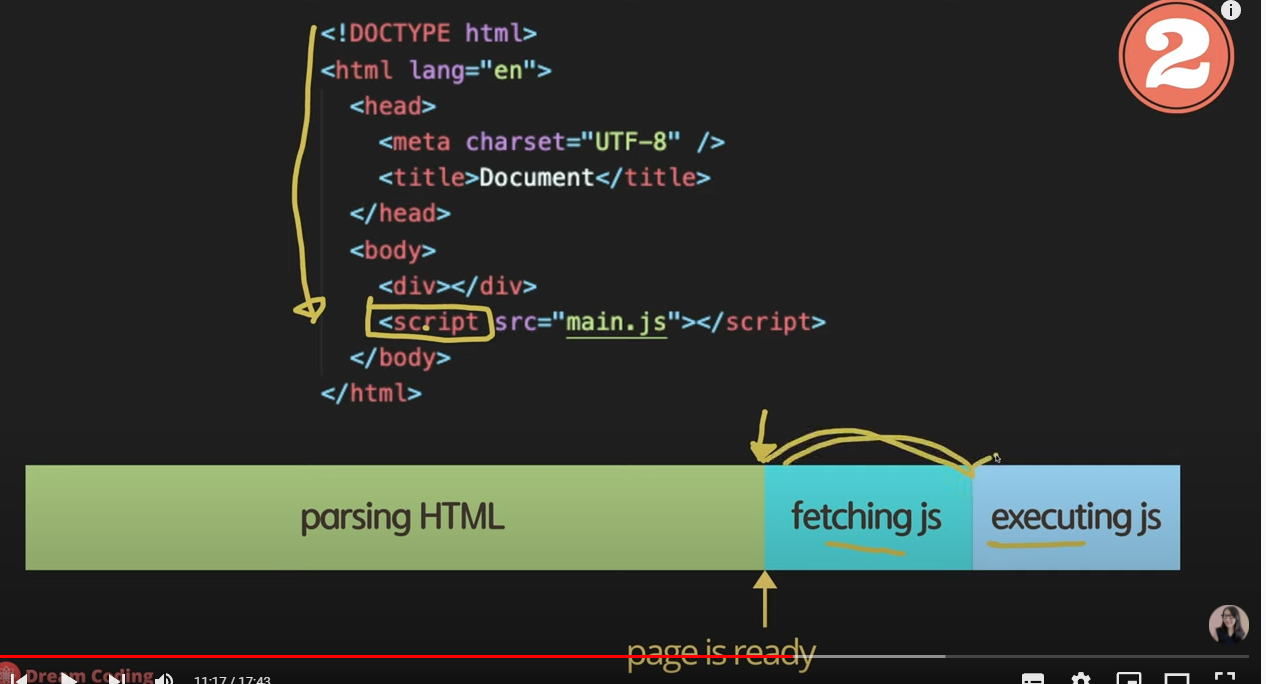 <!DOCTYPE html>
2
<html lang="en">
<head>
<meta charset="UTF-8" />
<title>Document</title>
</head>
<body>
<div></div>
<script src="main.js"></script>
</body>
</html>
parsing HTML
fetching js
executing js
page is ready
Dream Coding
11:17 / 17:43